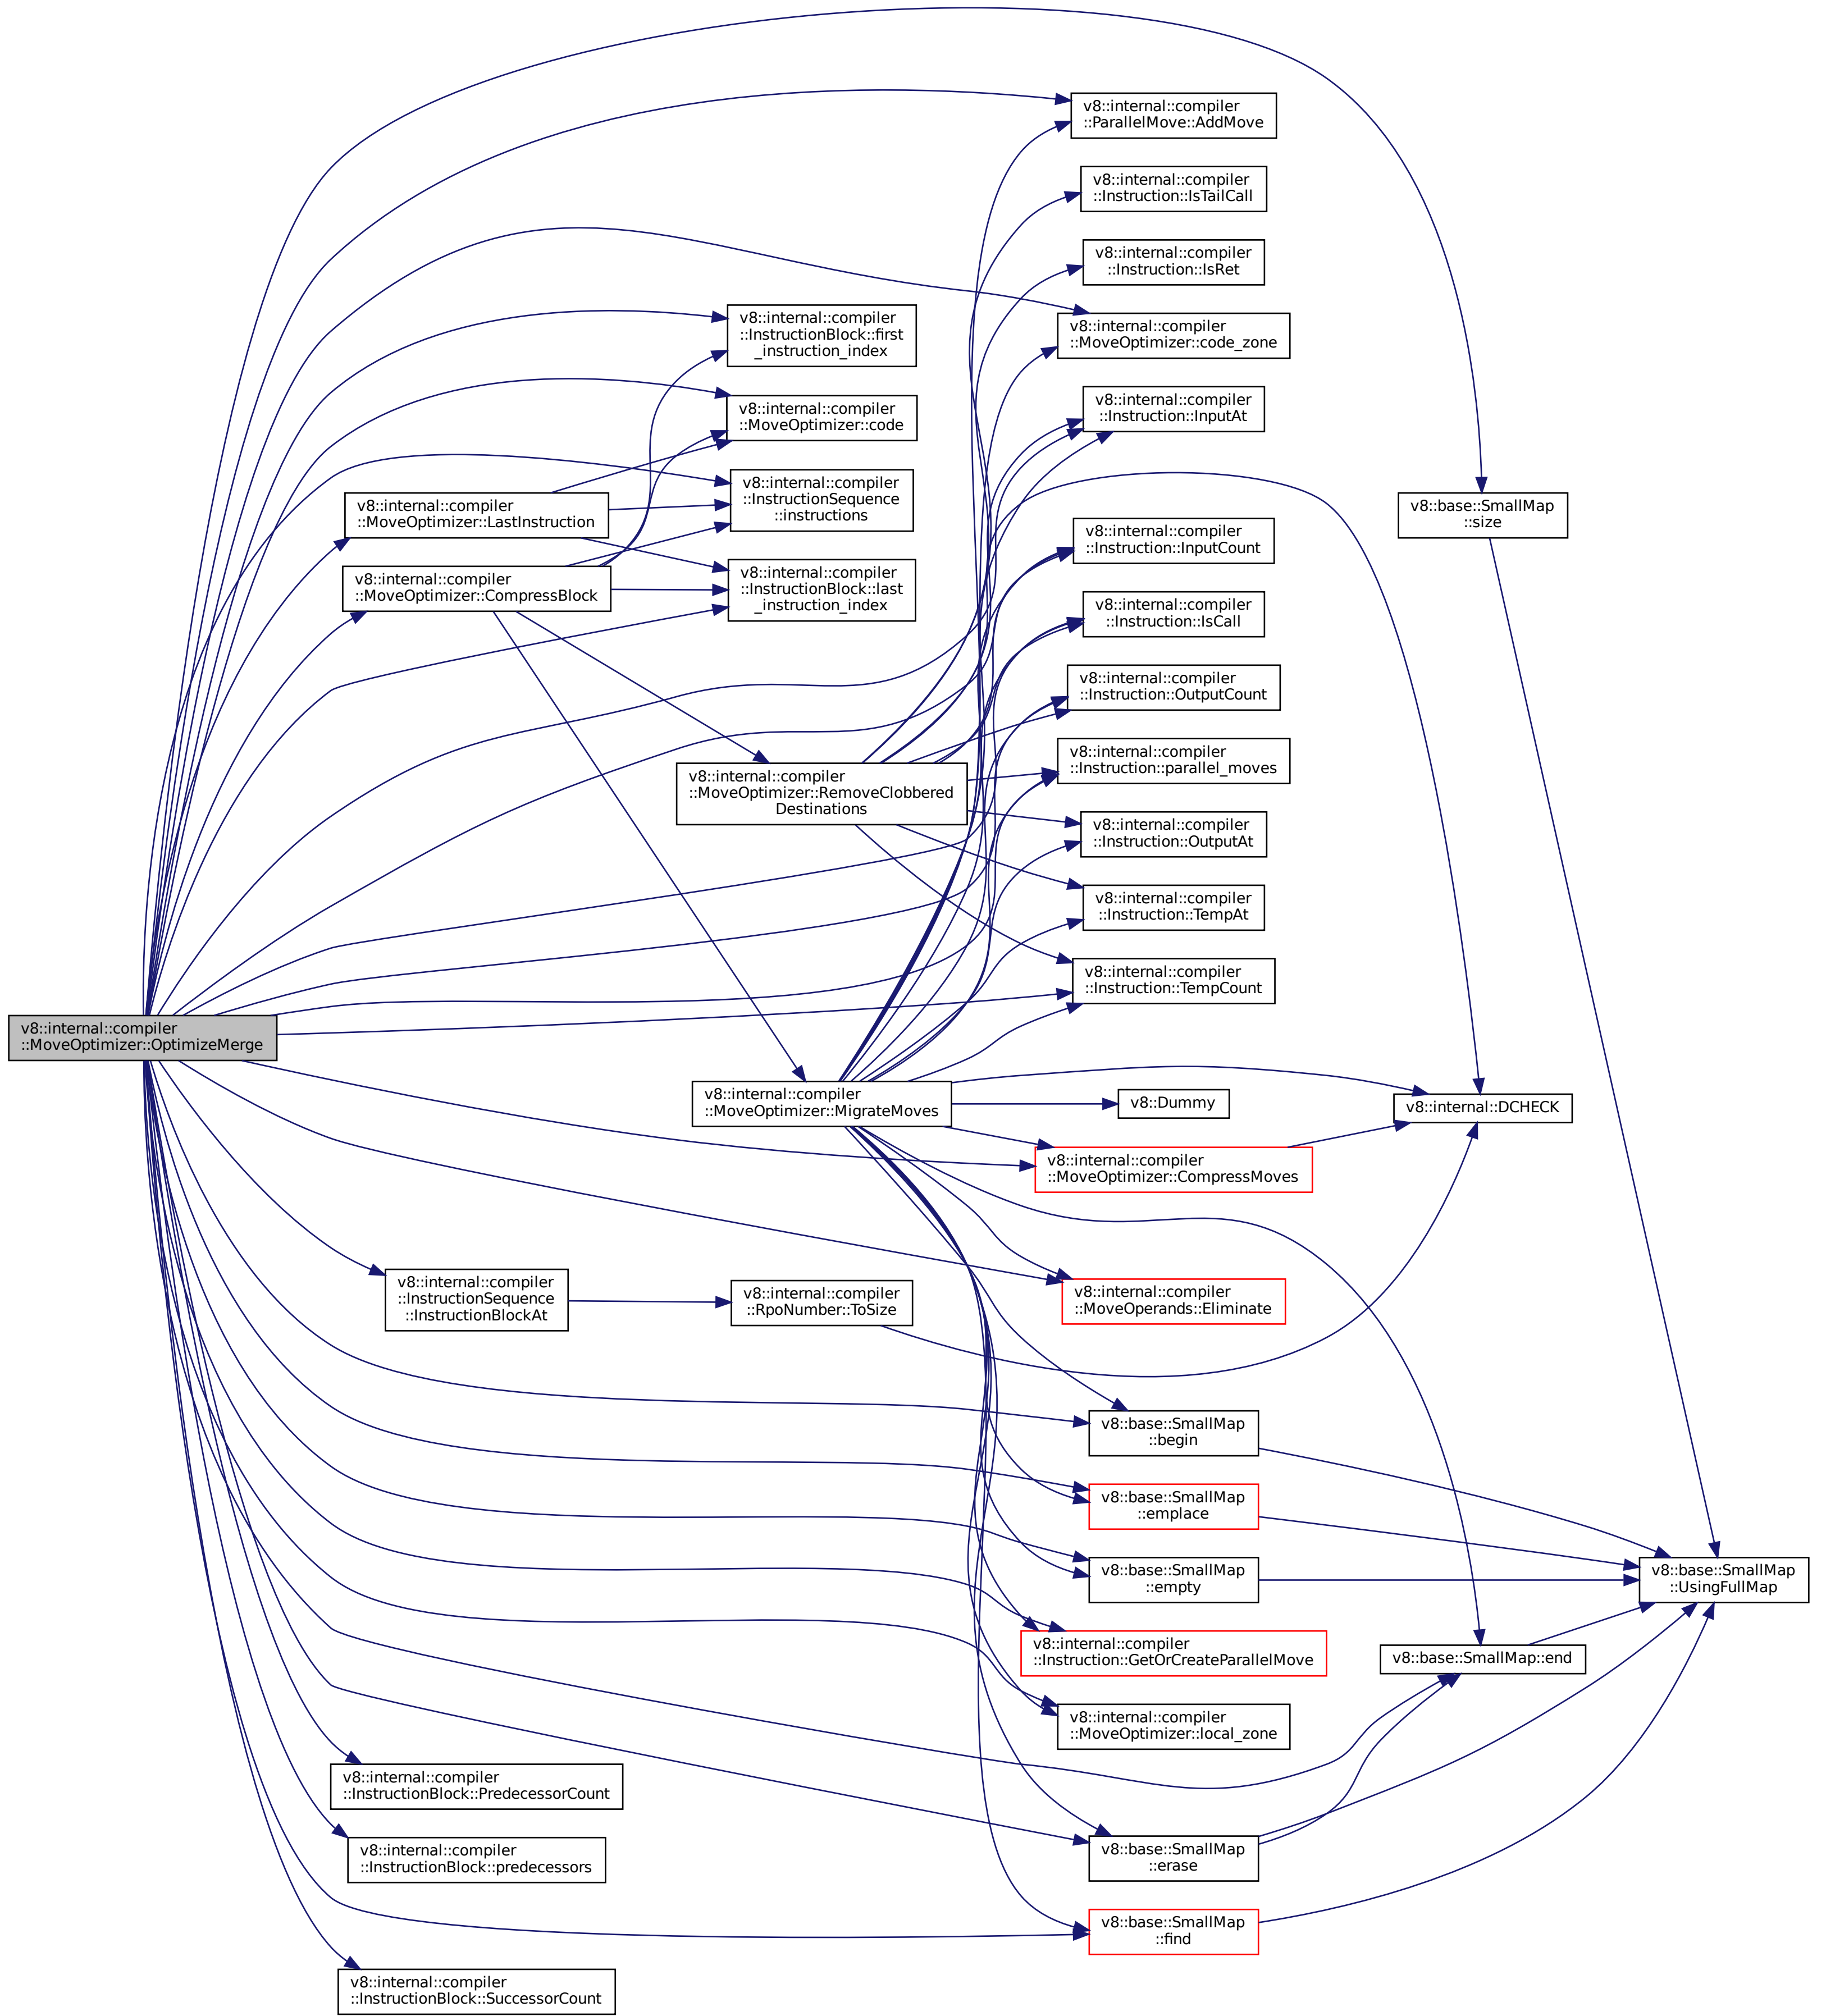 v8::internal::compiler
::MoveOptimizer::OptimizeMerge
v8::internal::compiler
::MoveOptimizer::LastInstruction
v8::internal::compiler
::MoveOptimizer::CompressBlock
v8::internal::compiler
::InstructionSequence
::InstructionBlockAt
v8::internal::compiler
::InstructionBlock::PredecessorCount
v8::internal::compiler
::InstructionBlock::predecessors
v8::internal::compiler
::InstructionBlock::SuccessorCount
v8::internal::compiler
::InstructionBlock::first
_instruction_index
v8::internal::compiler
::MoveOptimizer::code
v8::internal::compiler
::InstructionSequence
::instructions
v8::internal::compiler
::InstructionBlock::last
_instruction_index
v8::internal::compiler
::MoveOptimizer::RemoveClobbered
Destinations
v8::internal::compiler
::MoveOptimizer::MigrateMoves
v8::internal::compiler
::RpoNumber::ToSize
v8::internal::compiler
::ParallelMove::AddMove
v8::internal::compiler
::Instruction::IsTailCall
v8::internal::compiler
::Instruction::IsRet
v8::internal::compiler
::MoveOptimizer::code_zone
v8::internal::compiler
::Instruction::InputAt
v8::internal::compiler
::Instruction::InputCount
v8::internal::compiler
::Instruction::IsCall
v8::internal::compiler
::Instruction::OutputCount
v8::internal::compiler
::Instruction::parallel_moves
v8::internal::compiler
::Instruction::OutputAt
v8::internal::compiler
::Instruction::TempAt
v8::internal::compiler
::Instruction::TempCount
v8::Dummy
v8::internal::compiler
::MoveOptimizer::CompressMoves
v8::internal::compiler
::MoveOperands::Eliminate
v8::base::SmallMap
::begin
v8::base::SmallMap
::emplace
v8::base::SmallMap
::empty
v8::internal::compiler
::Instruction::GetOrCreateParallelMove
v8::internal::compiler
::MoveOptimizer::local_zone
v8::base::SmallMap
::erase
v8::base::SmallMap
::find
v8::base::SmallMap
::size
v8::internal::DCHECK
v8::base::SmallMap::end
v8::base::SmallMap
::UsingFullMap